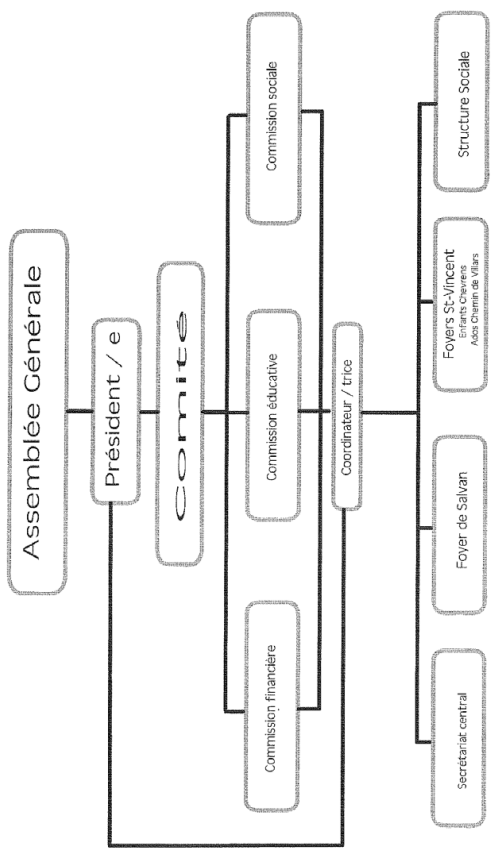 Assemblée Générale
Président / e
Comité
Commission financière
Commission éducative
Commission sociale
Coordinateur / trice
Secrétariat central
Foyer de Salvan
Foyers St-Vincent
Enfants Chevrens
Ados Chemin de Villars
Structure Sociale